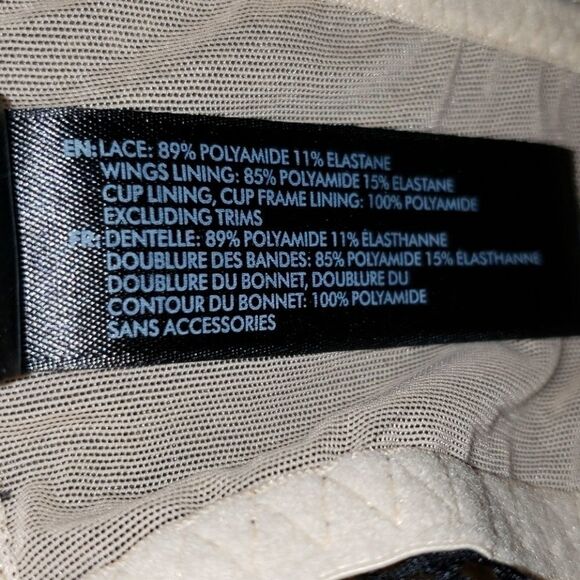 EN: LACE: 89% POLYAMIDE 11% ELASTANE
WINGS LINING: 85% POLYAMIDE 15% ELASTANE
CUP LINING, CUP FRAME LINING: 100% POLYAMIDE
EXCLUDING TRIMS
FR: DENTELLE: 89% POLYAMIDE 11% ÉLASTHANNE
DOUBLURE DES BANDES: 85% POLYAMIDE 15% ÉLASTHANNE
DOUBLURE DU BONNET, DOUBLURE DU
CONTOUR DU BONNET: 100% POLYAMIDE
SANS ACCESSORIES